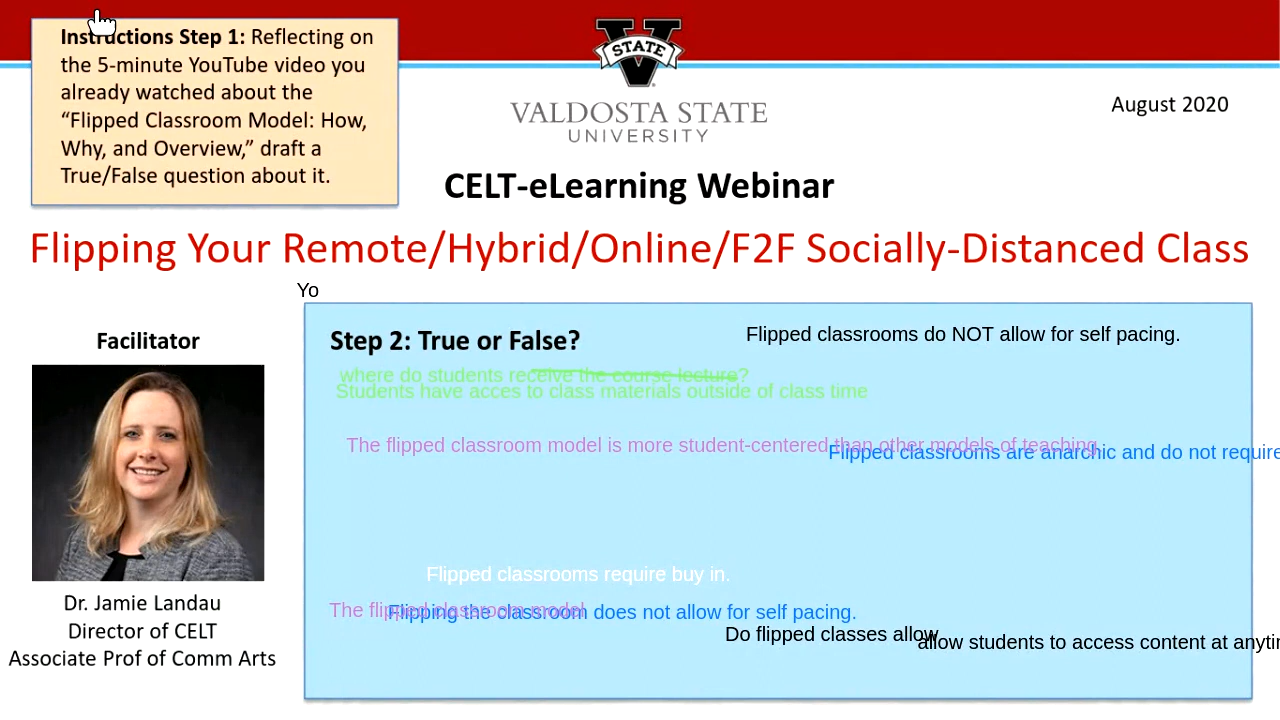 Instructions Step 1: Reflecting on
the 5-minute YouTube video you
already watched about the
“Flipped Classroom Model: How,
Why, and Overview,” draft a
True/False question about it.
STATE
VALDOSTA STATE
UNIVERSITY
August 2020
CELT-eLearning Webinar
Flipping Your Remote/Hybrid/Online/F2F Socially-Distanced Class
Yo
Facilitator
Dr. Jamie Landau
Director of CELT
Associate Prof of Comm Arts
Step 2: True or False?
Flipped classrooms do NOT allow for self pacing.
where do students receive the course lecture?
Students have acces to class materials outside of class time
The flipped classroom model is more student-centered than other models of teaching.
Flipped classrooms are anarchic and do not require
Flipped classrooms require buy in.
The flipped classroom model
Flipping the classroom does not allow for self pacing.
Do flipped classes allow
allow students to access content at